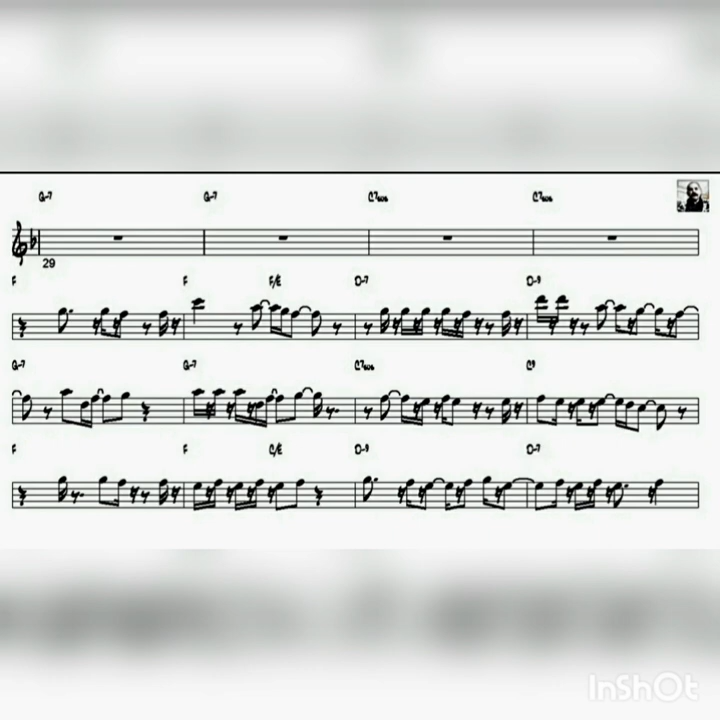 G-7 G-7 C7sus C7sus
29
F F F/E D-7 D-9
G-7 G-7 C7sus C9
F F C/E D-9 D-7
InShOt